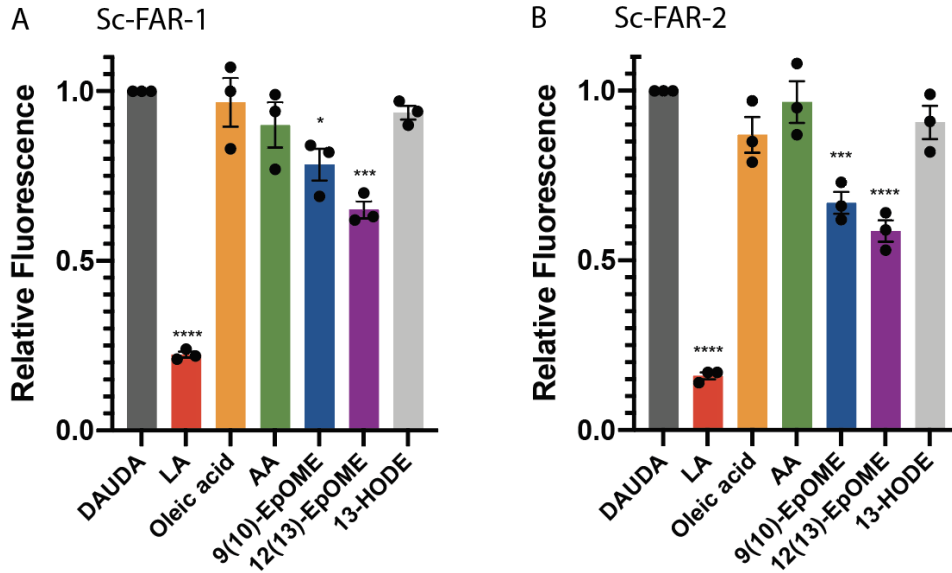 A Sc-FAR-1
Relative Fluorescence
1.0
0.5
0.0
****
*
***
DAUDA
LA
Oleic acid
AA
9(10)-EpOME
12(13)-EpOME
13-HODE
B Sc-FAR-2
Relative Fluorescence
1.0
0.5
0.0
****
***
****
DAUDA
LA
Oleic acid
AA
9(10)-EpOME
12(13)-EpOME
13-HODE